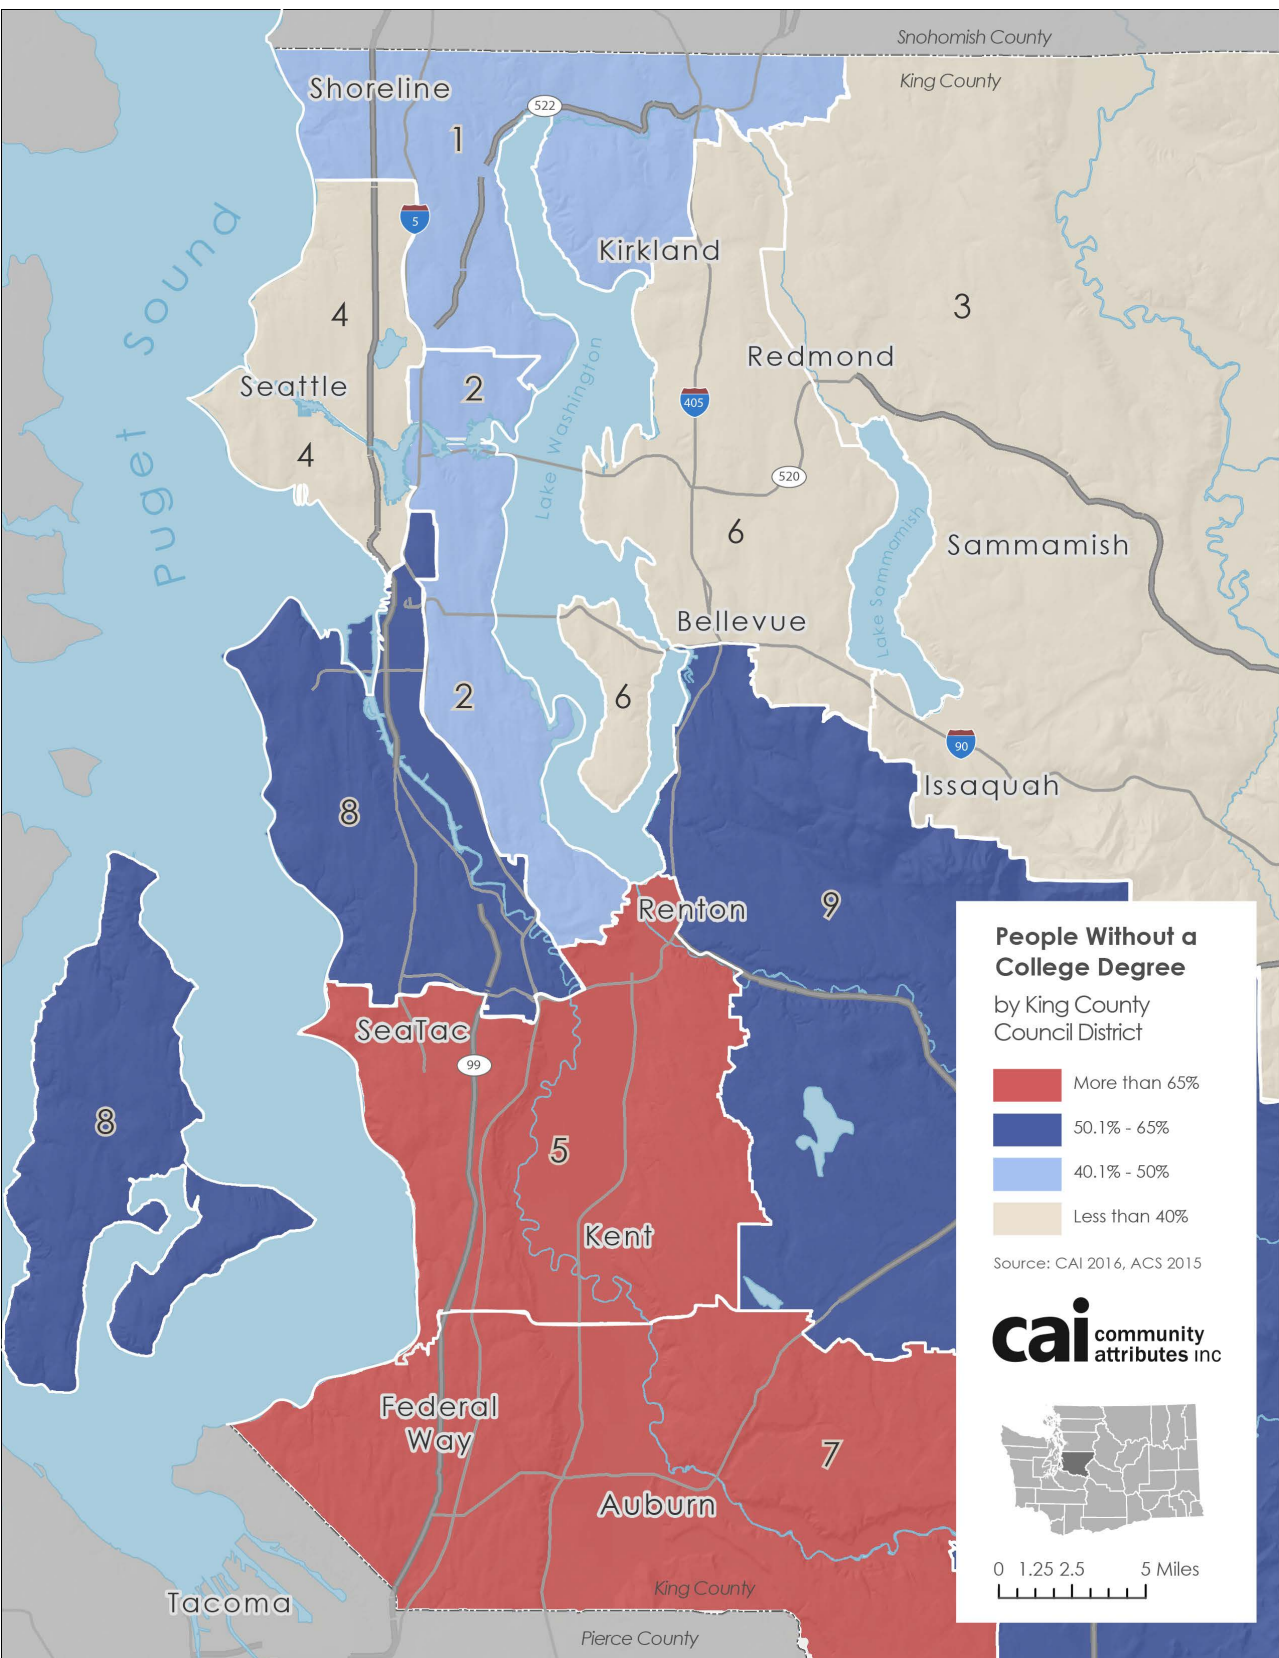 Snohomish County
King County
Shoreline
522
1
5
Puget Sound
Kirkland
4
3
Lake Washington
Redmond
Seattle
2
405
4
520
6
Sammamish
Lake Sammamish
Bellevue
2
6
90
Issaquah
8
9
Renton
SeaTac
99
8
5
Kent
Federal
Way
7
Auburn
King County
Tacoma
Pierce County
People Without a
College Degree
by King County
Council District
More than 65%
50.1% - 65%
40.1% - 50%
Less than 40%
Source: CAI 2016, ACS 2015
cai community
attributes inc
0 1.25 2.5 5 Miles